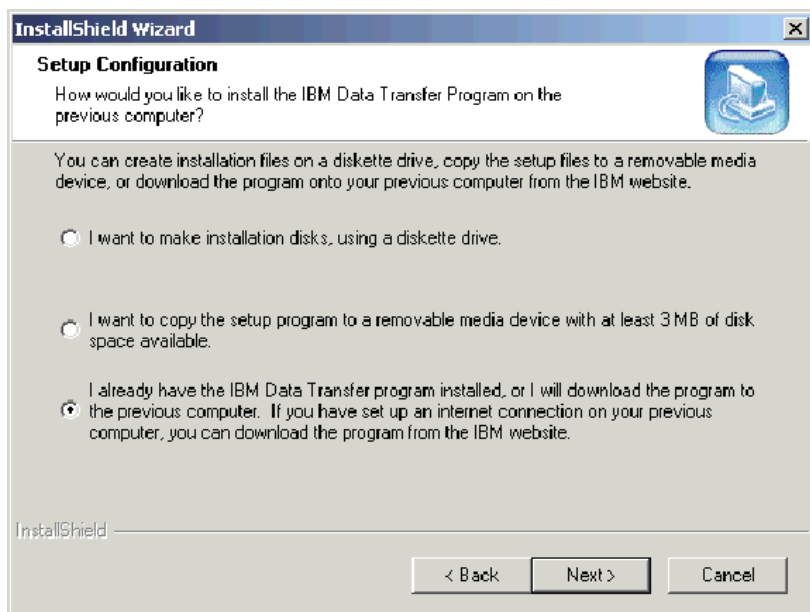 InstallShield Wizard
Setup Configuration
How would you like to install the IBM Data Transfer Program on the
previous computer?
You can create installation files on a diskette drive, copy the setup files to a removable media
device, or download the program onto your previous computer from the IBM website.
I want to make installation disks, using a diskette drive.
I want to copy the setup program to a removable media device with at least 3 MB of disk
space available.
I already have the IBM Data Transfer program installed, or I will download the program to
the previous computer. If you have set up an internet connection on your previous
computer, you can download the program from the IBM website.
InstallShield
< Back
Next >
Cancel